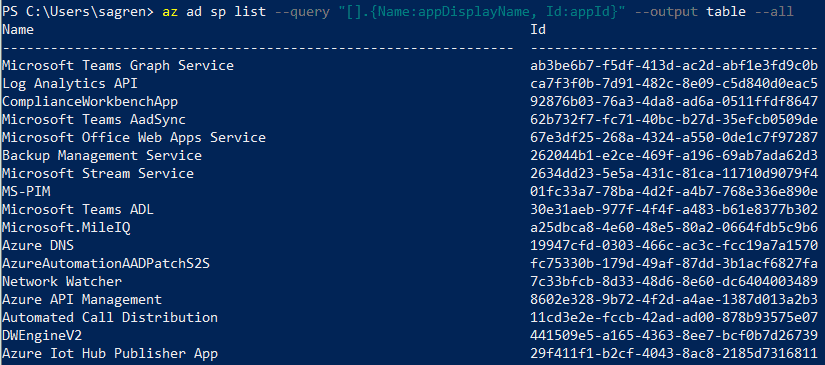 PS C:\Users\sagren> az ad sp list --query "[].{Name:appDisplayName, Id:appId}" --output table --all
Name Id
---------------------------------------------------------------- ------------------------------------
Microsoft Teams Graph Service ab3be6b7-f5df-413d-ac2d-abf1e3fd9c0b
Log Analytics API ca7f3f0b-7d91-482c-8e09-c5d840d0eac5
ComplianceWorkbenchApp 92876b03-76a3-4da8-ad6a-0511ffdf8647
Microsoft Teams AadSync 62b732f7-fc71-40bc-b27d-35efcb0509de
Microsoft Office Web Apps Service 67e3df25-268a-4324-a550-0de1c7f97287
Backup Management Service 262044b1-e2ce-469f-a196-69ab7ada62d3
Microsoft Stream Service 2634dd23-5e5a-431c-81ca-11710d9079f4
MS-PIM 01fc33a7-78ba-4d2f-a4b7-768e336e890e
Microsoft Teams ADL 30e31aeb-977f-4f4f-a483-b61e8377b302
Microsoft.MileIQ a25dbca8-4e60-48e5-80a2-0664fdb5c9b6
Azure DNS 19947cfd-0303-466c-ac3c-fcc19a7a1570
AzureAutomationAADPatchS2S fc75330b-179d-49af-87dd-3b1acf6827fa
Network Watcher 7c33bfcb-8d33-48d6-8e60-dc6404003489
Azure API Management 8602e328-9b72-4f2d-a4ae-1387d013a2b3
Automated Call Distribution 11cd3e2e-fccb-42ad-ad00-878b93575e07
DWEngineV2 441509e5-a165-4363-8ee7-bcf0b7d26739
Azure Iot Hub Publisher App 29f411f1-b2cf-4043-8ac8-2185d7316811